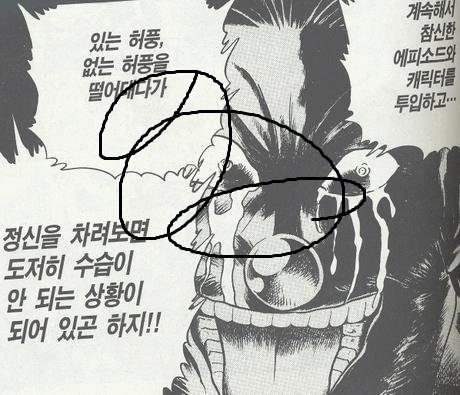 계속해서
참신한
에피소드와
캐릭터를
투입하고…
있는 허풍,
없는 허풍을
떨어대다가
정신을 차려보면
도저히 수습이
안 되는 상황이
되어 있곤 하지!!